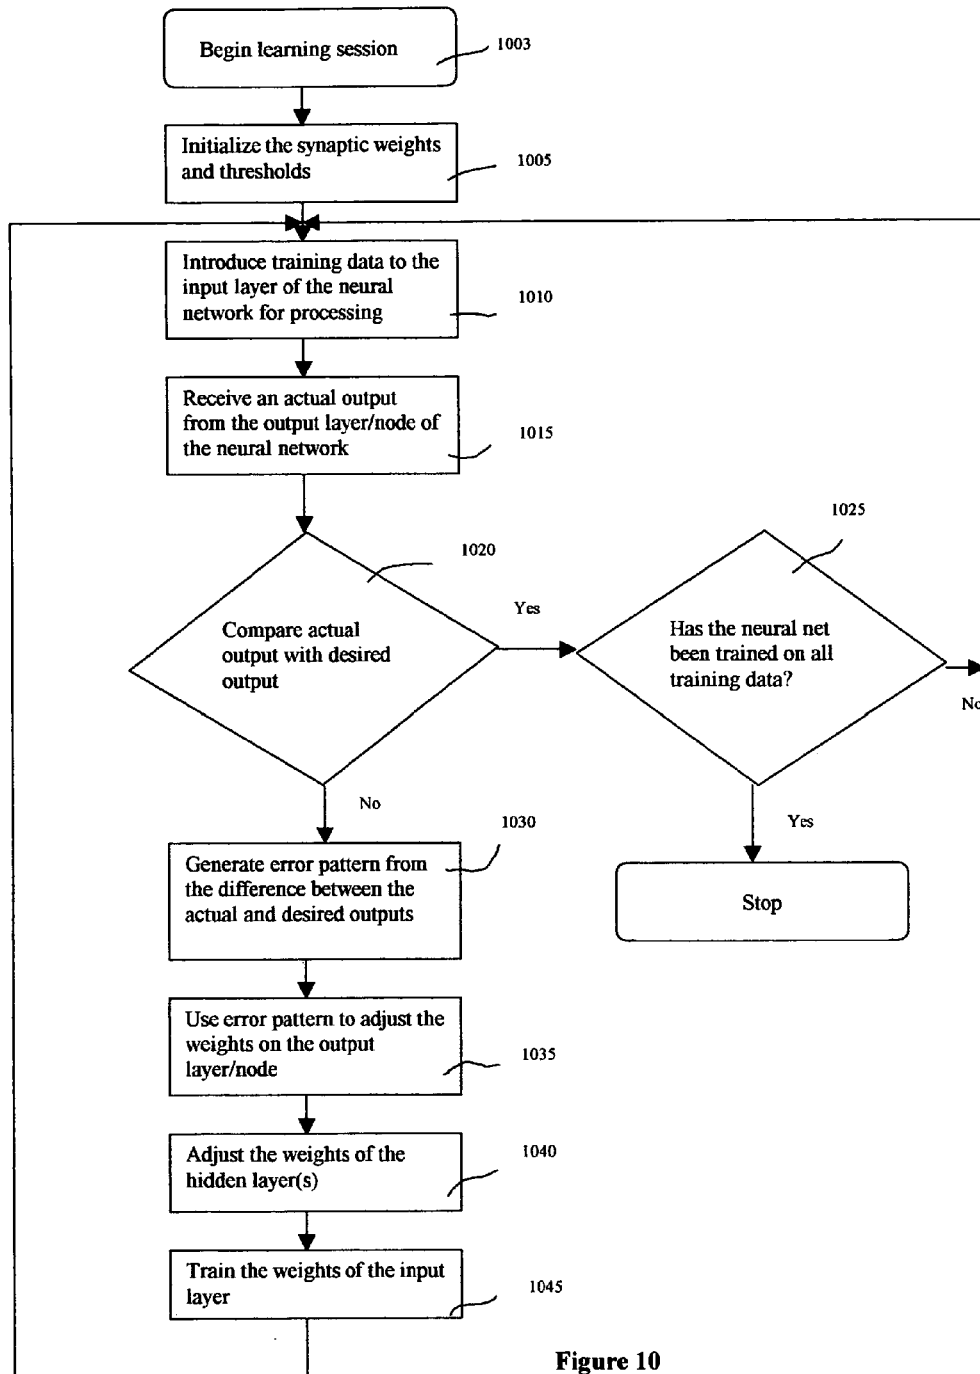 Begin learning session
1003
Initialize the synaptic weights
and thresholds
1005
Introduce training data to the
input layer of the neural
network for processing
1010
Receive an actual output
from the output layer/node of
the neural network
1015
1020
Compare actual
output with desired
output
Yes
1025
Has the neural net
been trained on all
training data?
No
No
Yes
1030
Generate error pattern from
the difference between the
actual and desired outputs
Stop
Use error pattern to adjust the
weights on the output
layer/node
1035
Adjust the weights of the
hidden layer(s)
1040
Train the weights of the input
layer
1045
Figure 10